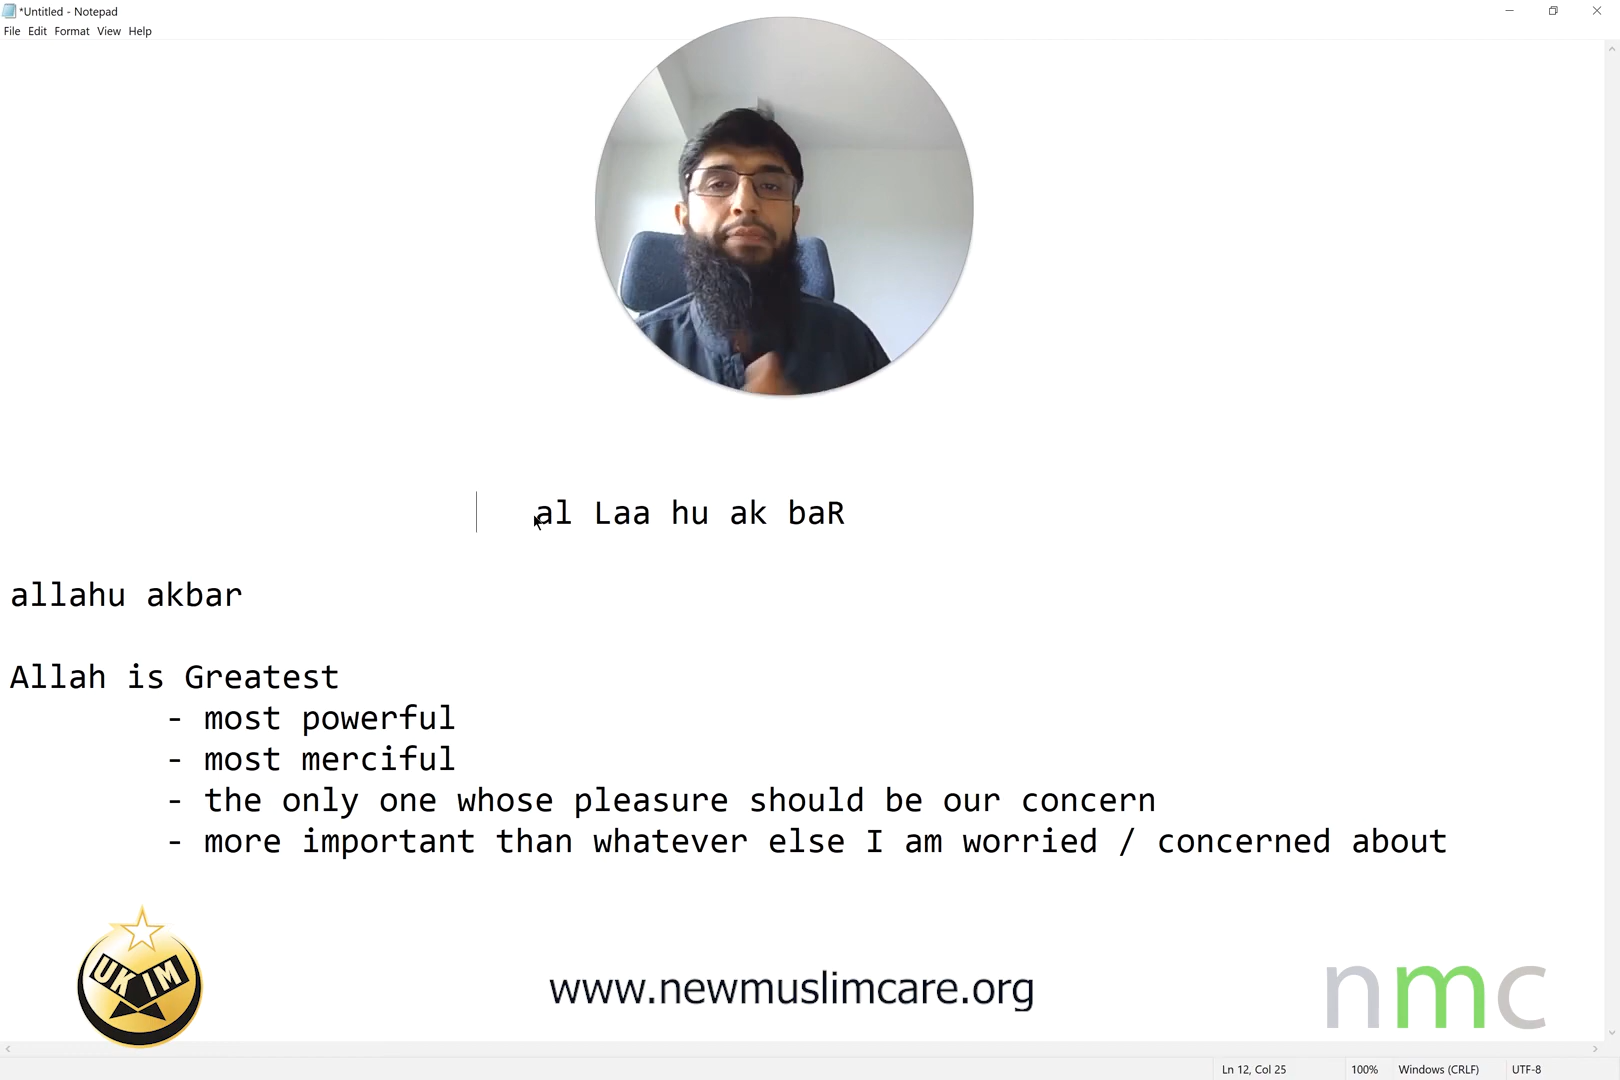 *Untitled - Notepad
File Edit Format View Help
al Laa hu ak baR
allahu akbar
Allah is Greatest
- most powerful
- most merciful
- the only one whose pleasure should be our concern
- more important than whatever else I am worried / concerned about
UKIM
www.newmuslimcare.org
nmc
Ln 12, Col 25 100% Windows (CRLF) UTF-8